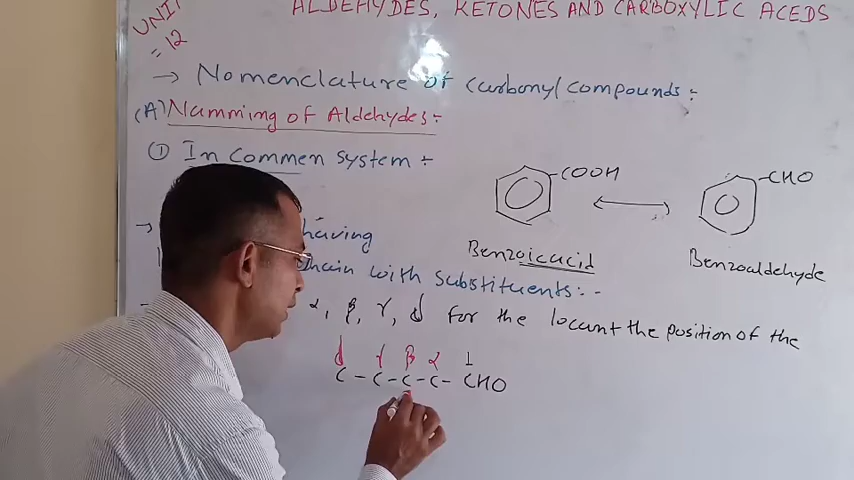 UNIT
= 12
ALDEHYDES, KETONES AND CARBOXYLIC ACEDS
→ Nomenclature of carbonyl compounds:
(A) Namming of Aldehydes:-
① In Commen system ÷
COOH
CHO
Benzoicacid
Benzoaldehyde
→ having
chain with substituents:-
α, β, γ, d for the locant the position of the
d γ β α 1
C - C - C - C - CHO